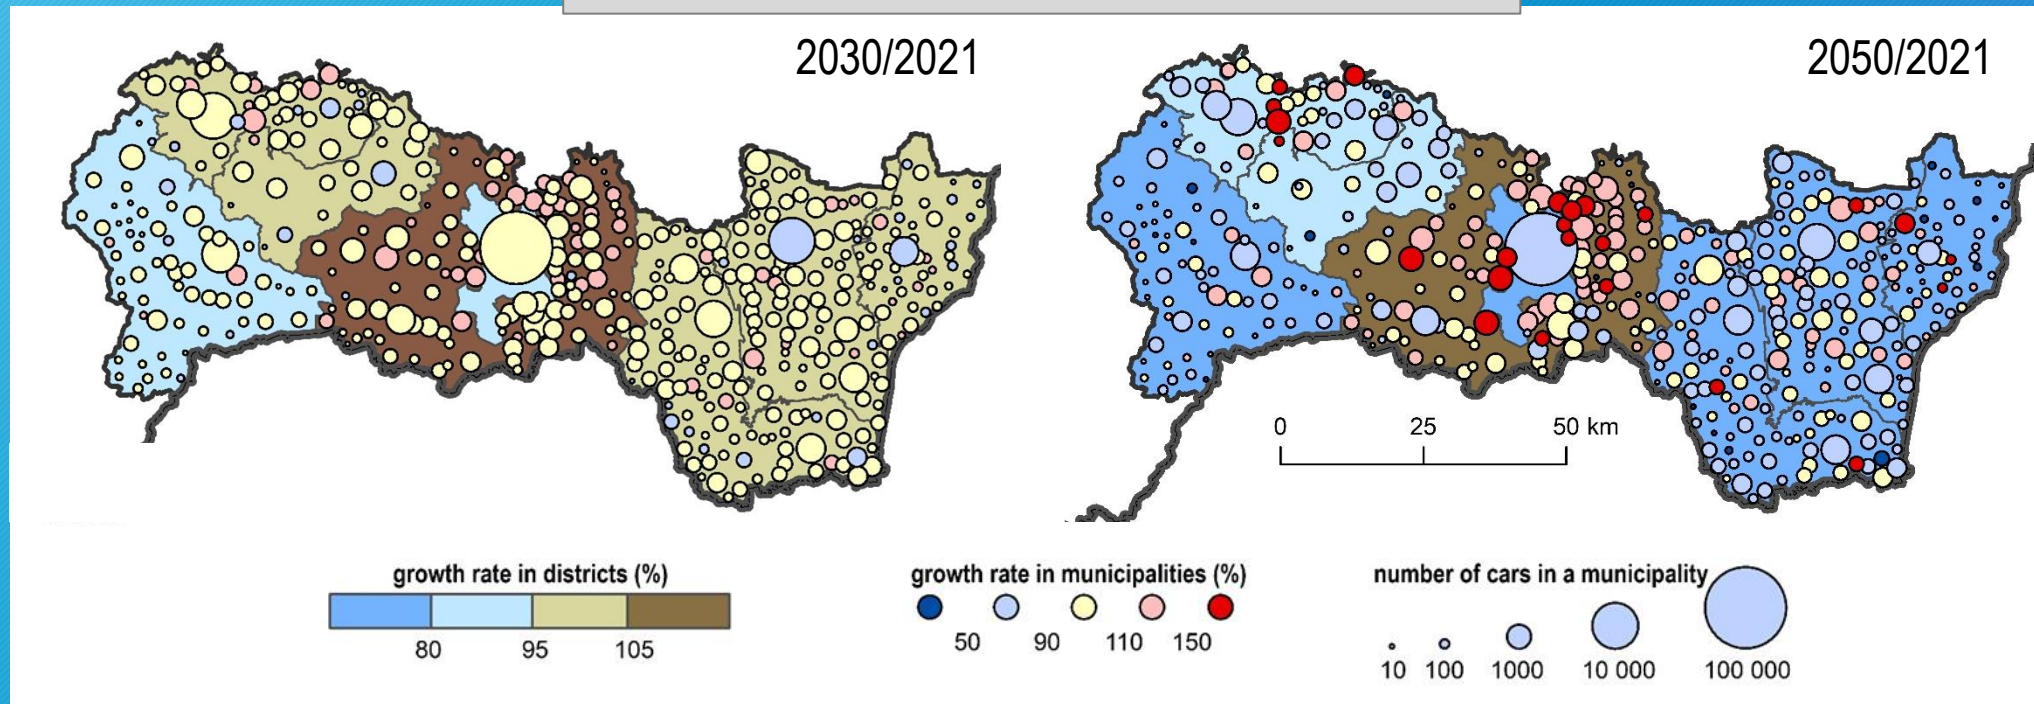 2030/2021
2050/2021
0 25 50 km
growth rate in districts (%)
80 95 105
growth rate in municipalities (%)
50 90 110 150
number of cars in a municipality
10 100 1000 10 000 100 000